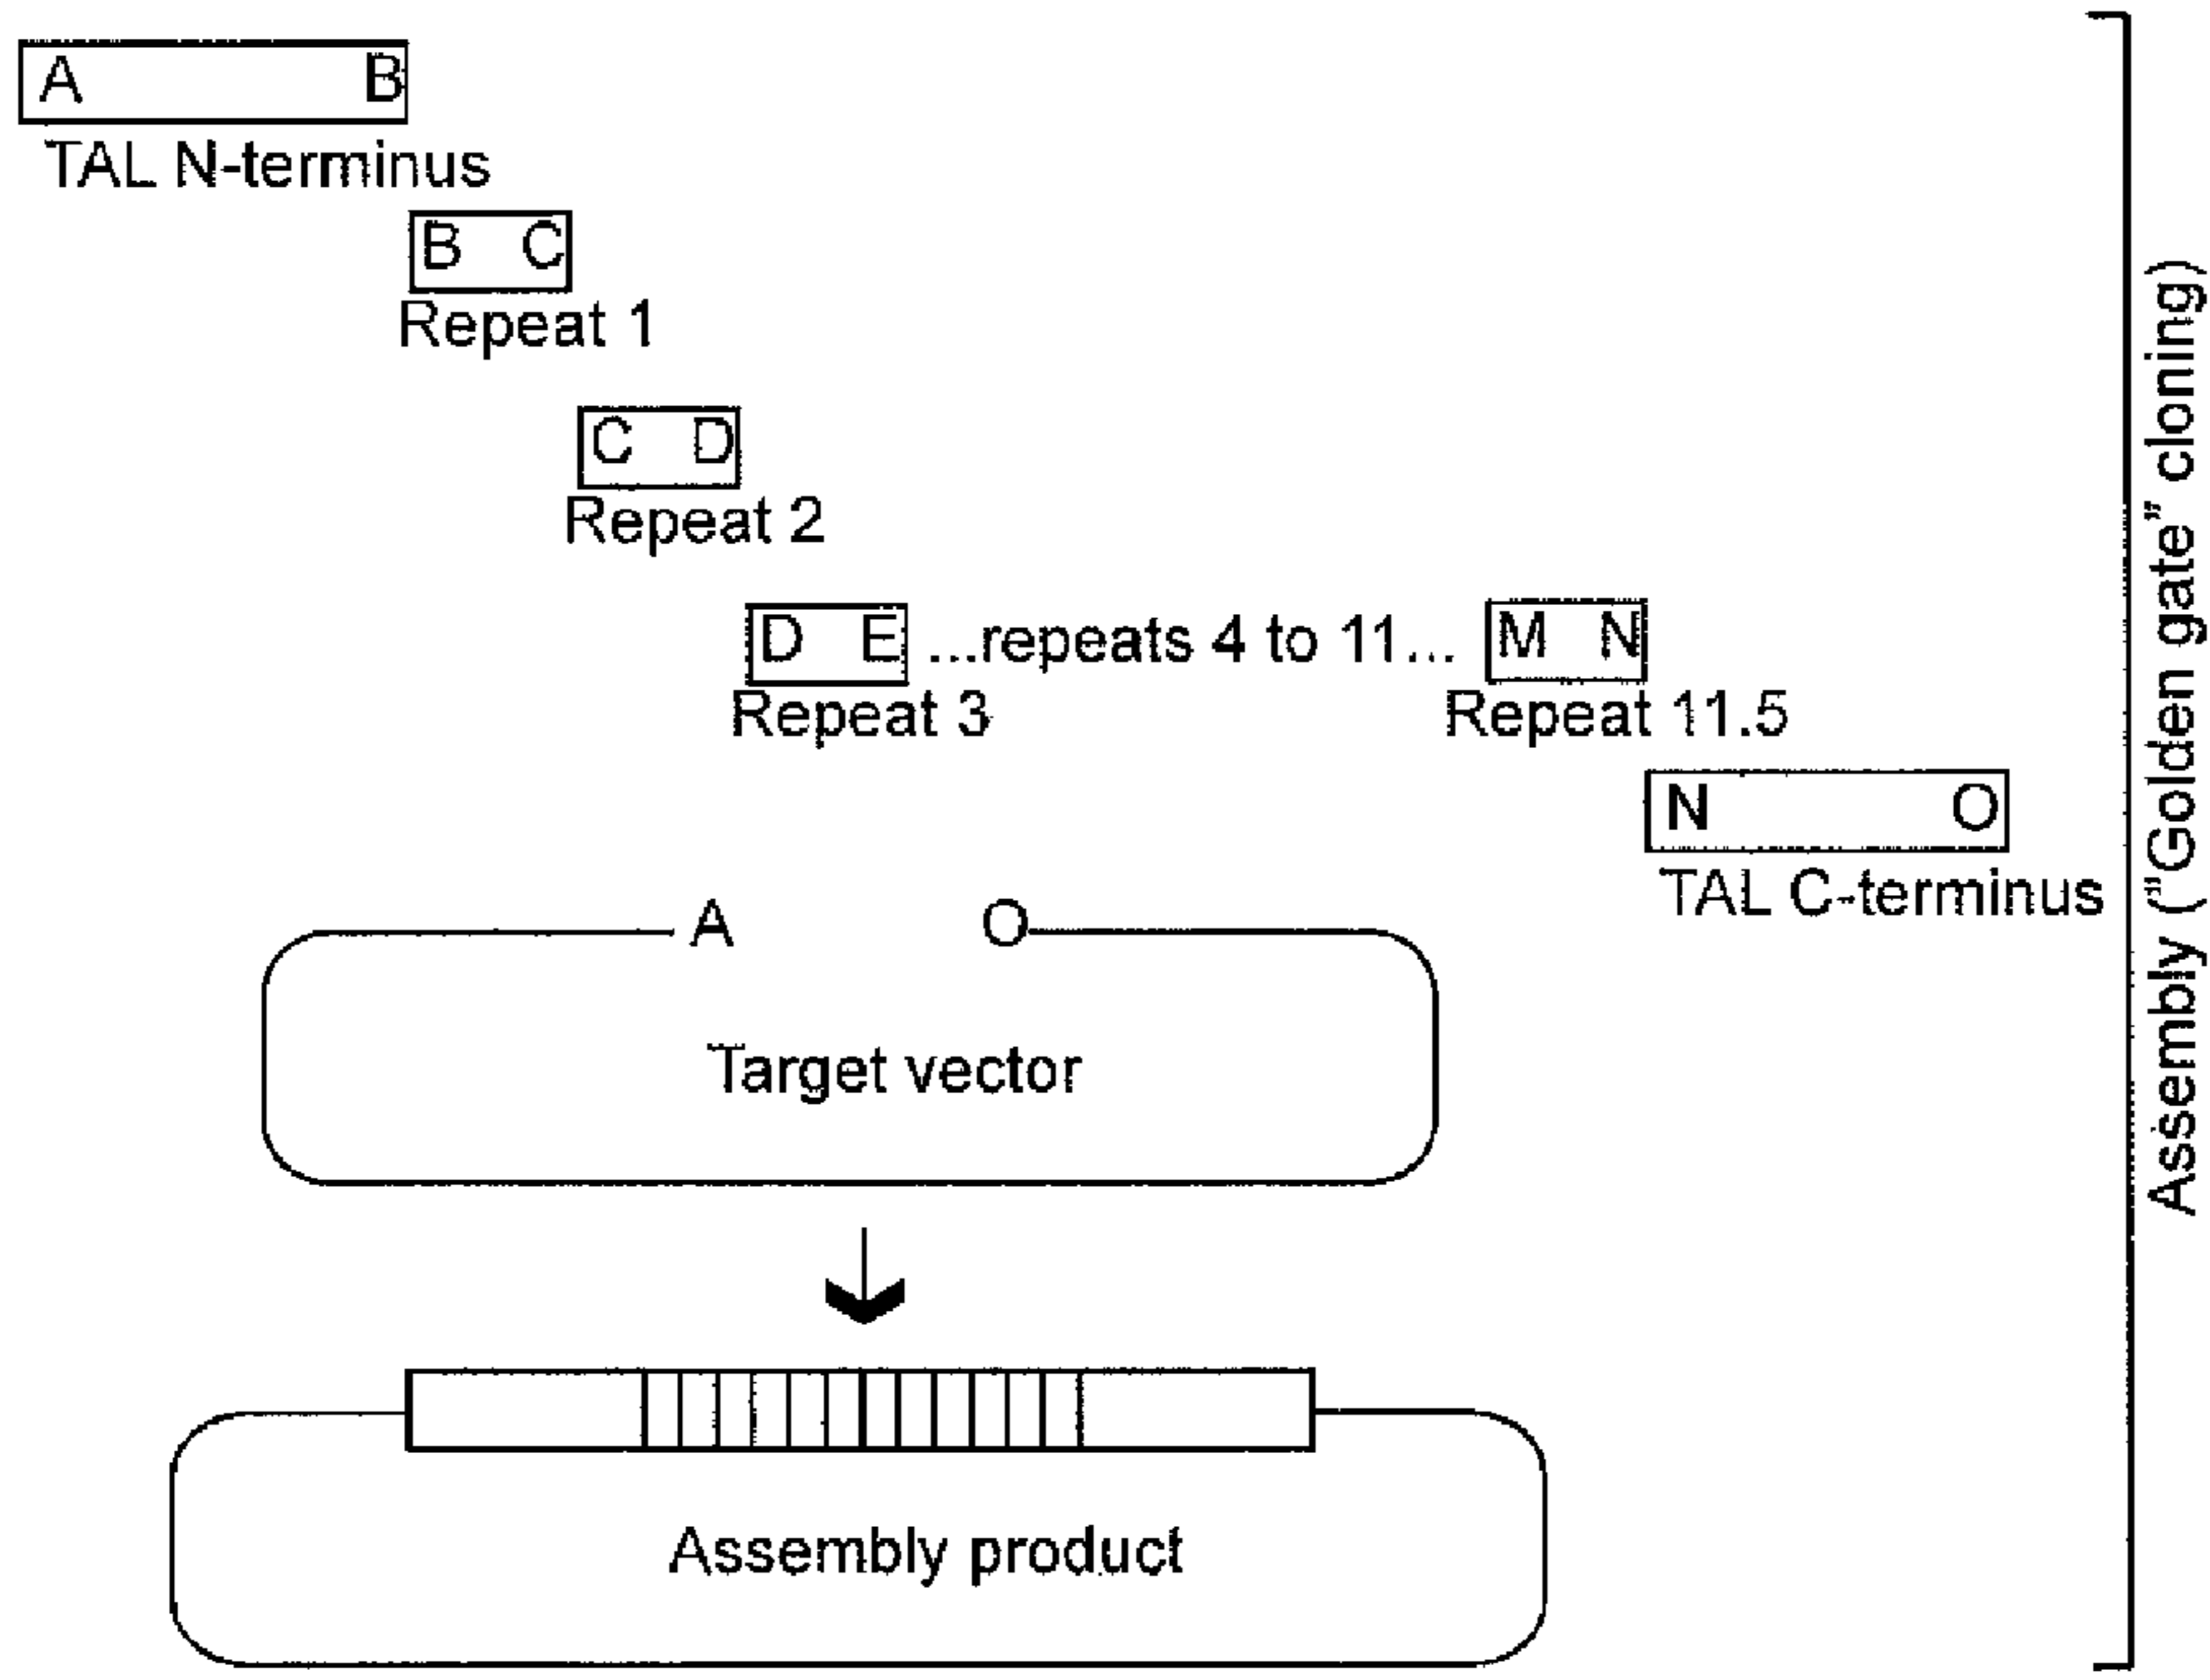 A B
TAL N-terminus
B C
Repeat 1
C D
Repeat 2
D E ...repeats 4 to 11... M N
Repeat 3 Repeat 11.5
N O
TAL C-terminus
A O
Target vector
Assembly product
Assembly ("Golden gate" cloning)